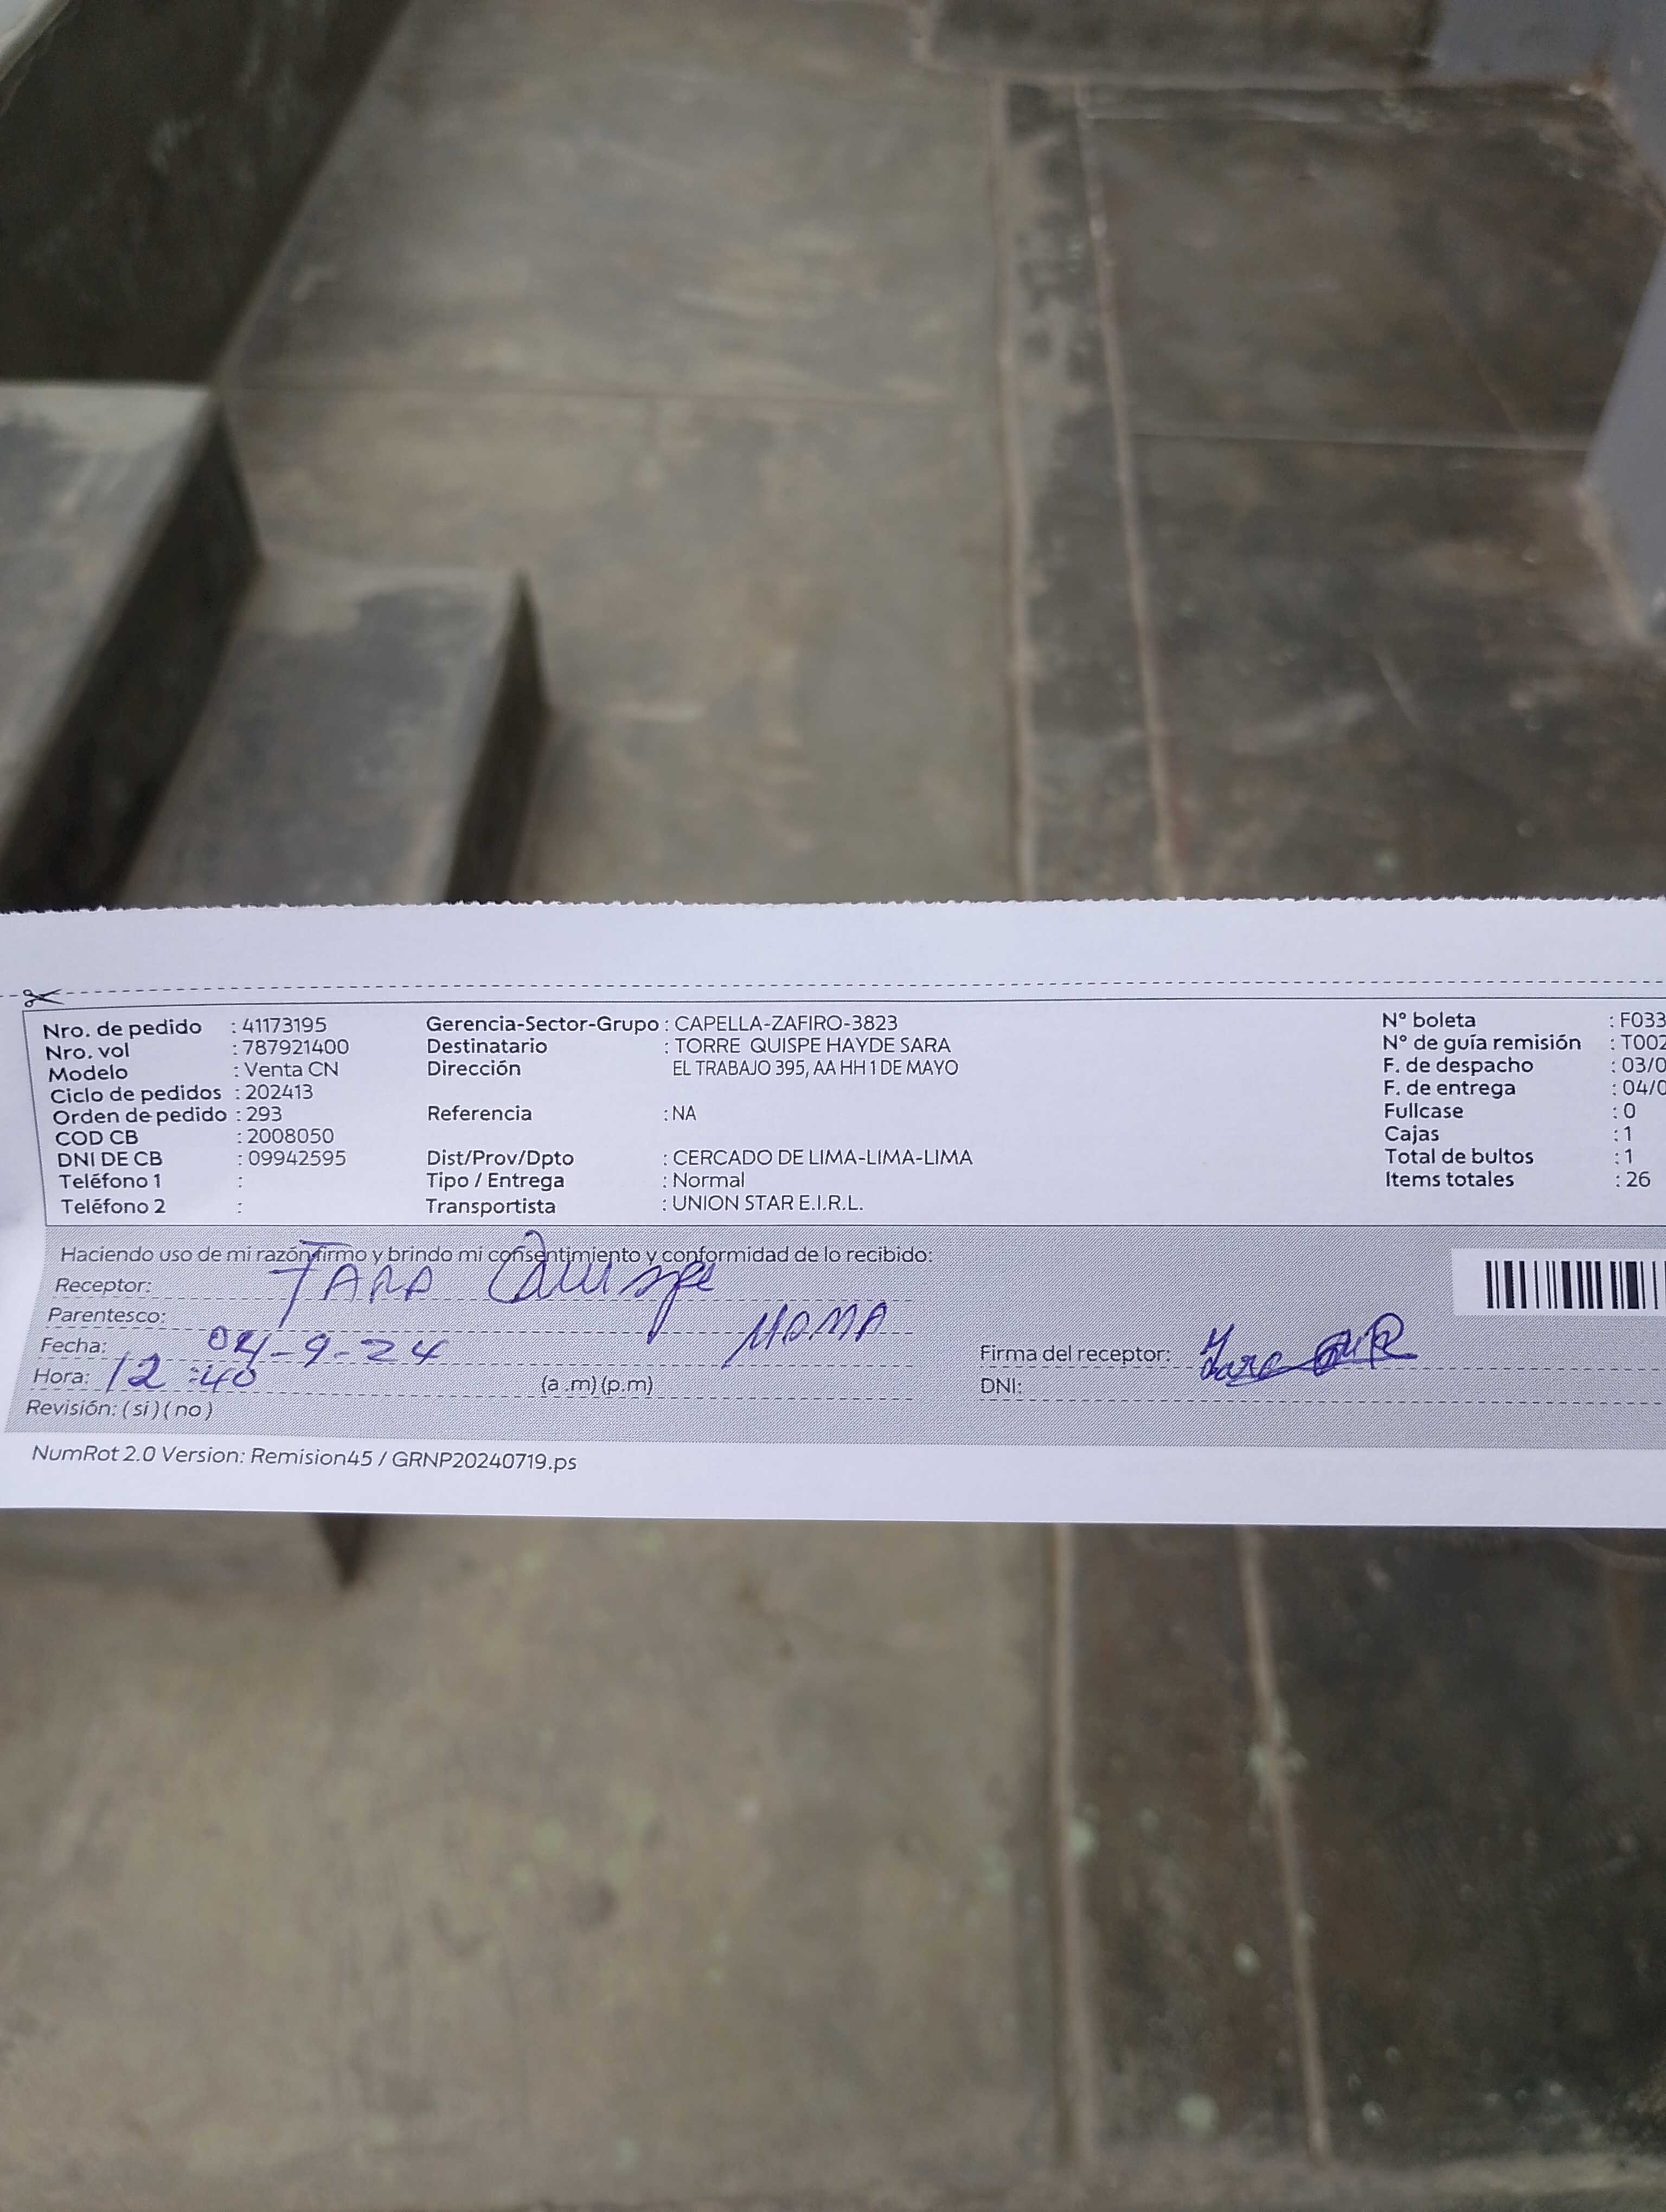 Nro. de pedido : 41173195 Gerencia-Sector-Grupo : CAPELLA-ZAFIRO-3823 N° boleta : F033
Nro. vol : 787921400 Destinatario : TORRE QUISPE HAYDE SARA N° de guía remisión : T002
Modelo : Venta CN Dirección EL TRABAJO 395, AA HH 1 DE MAYO F. de despacho : 03/0
Ciclo de pedidos : 202413 F. de entrega : 04/0
Orden de pedido : 293 Referencia : NA Fullcase : 0
COD CB : 2008050 Cajas : 1
DNI DE CB : 09942595 Dist/Prov/Dpto : CERCADO DE LIMA-LIMA-LIMA Total de bultos : 1
Teléfono 1 : Tipo / Entrega : Normal Items totales : 26
Teléfono 2 : Transportista : UNION STAR E.I.R.L.
Haciendo uso de mi razón firmo y brindo mi consentimiento y conformidad de lo recibido:
Receptor: Quispe
Parentesco: MAMA
Fecha: 04-9-24 Firma del receptor:
Hora: 12:40 (a .m) (p.m) DNI:
Revisión: ( si ) ( no )
NumRot 2.0 Version: Remision45 / GRNP20240719.ps